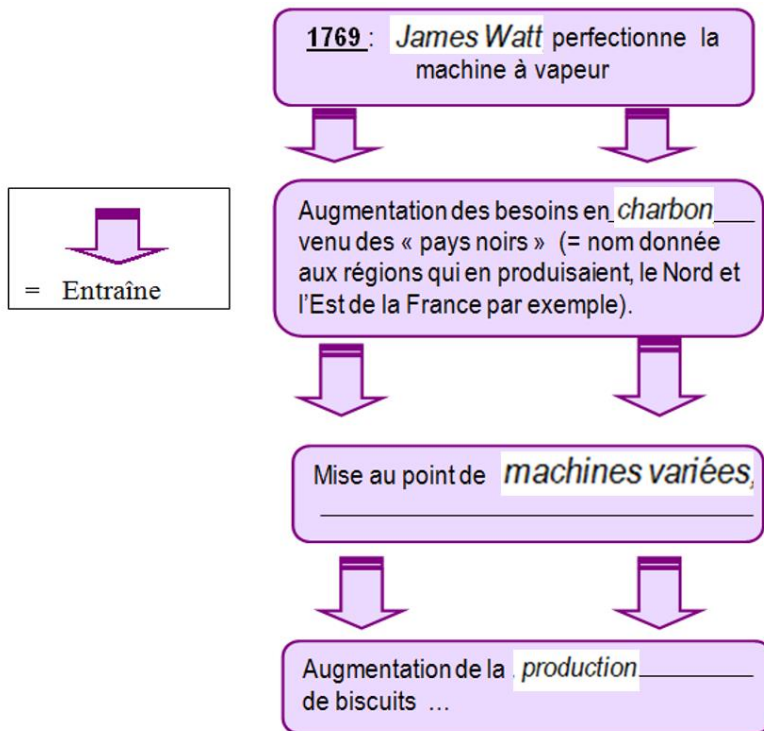 1769 : James Watt perfectionne la
machine à vapeur
= Entraîne
Augmentation des besoins en charbon
venu des « pays noirs » (= nom donnée
aux régions qui en produisaient, le Nord et
l'Est de la France par exemple).
Mise au point de machines variées,
Augmentation de la production
de biscuits ...